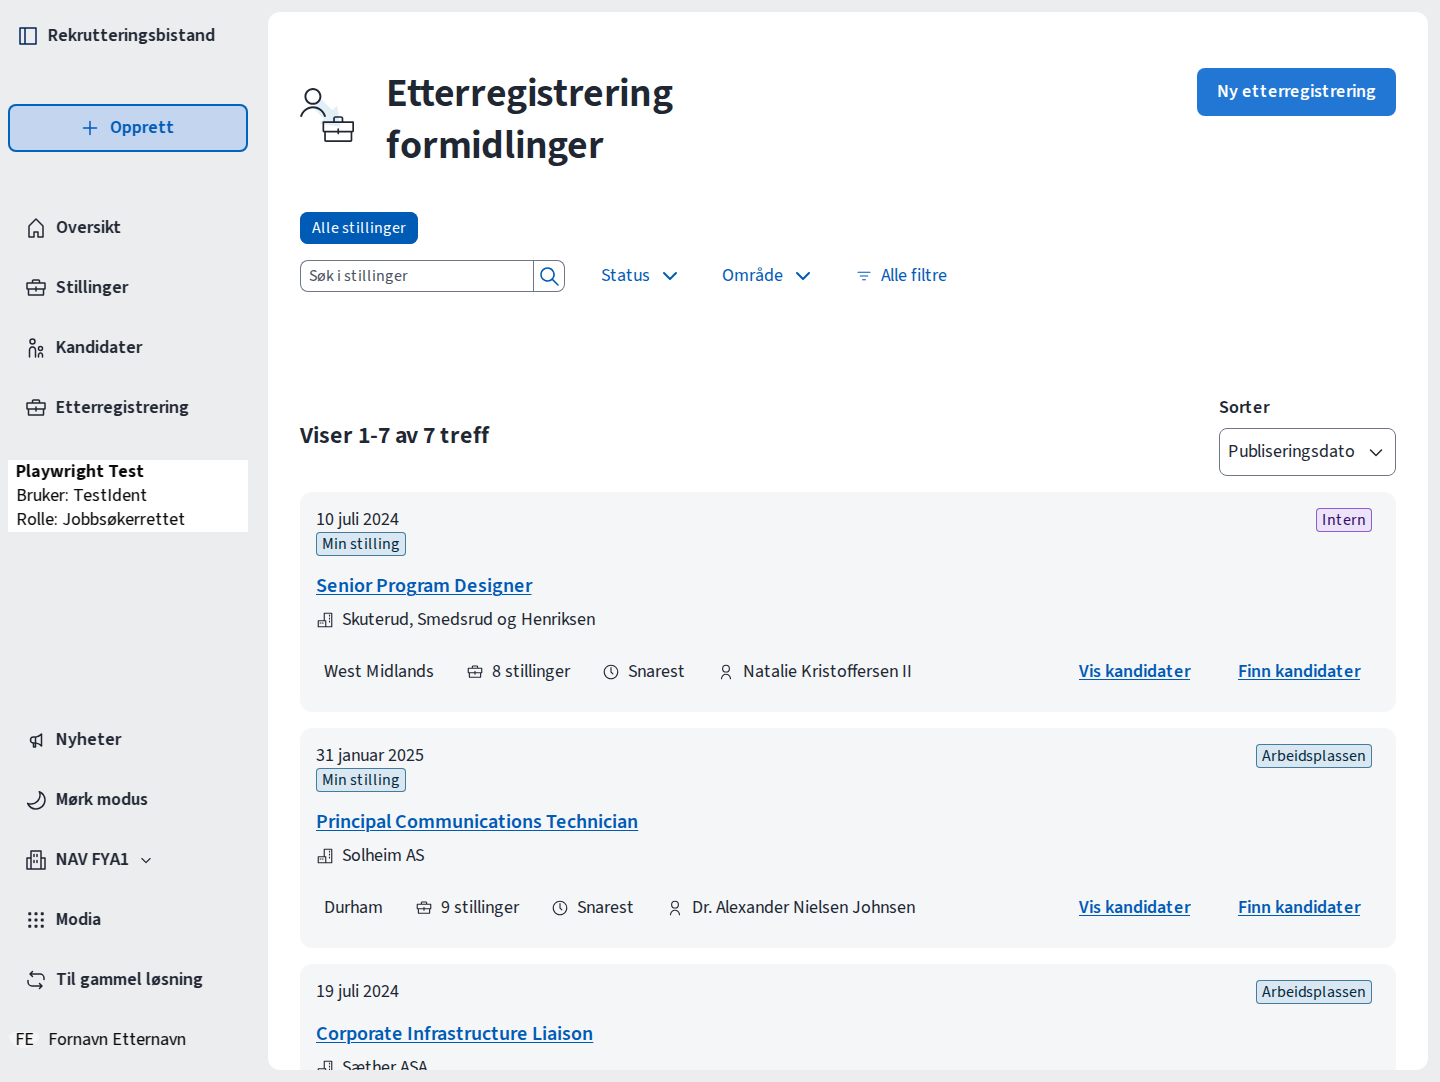 Rekrutteringsbistand
Opprett
Oversikt
Stillinger
Kandidater
Etterregistrering
Playwright Test
Bruker: TestIdent
Rolle: Jobbsøkerrettet
Nyheter
Mørk modus
NAV FYA1
Modia
Til gammel løsning
FE Fornavn Etternavn
Etterregistrering
formidlinger
Ny etterregistrering
Alle stillinger
Søk i stillinger
Status
Område
Alle filtre
Viser 1-7 av 7 treff
Sorter
Publiseringsdato
10 juli 2024
Intern
Min stilling
Senior Program Designer
Skuterud, Smedsrud og Henriksen
West Midlands 8 stillinger Snarest Natalie Kristoffersen II Vis kandidater Finn kandidater
31 januar 2025
Arbeidsplassen
Min stilling
Principal Communications Technician
Solheim AS
Durham 9 stillinger Snarest Dr. Alexander Nielsen Johnsen Vis kandidater Finn kandidater
19 juli 2024
Arbeidsplassen
Corporate Infrastructure Liaison
Sæther ASA